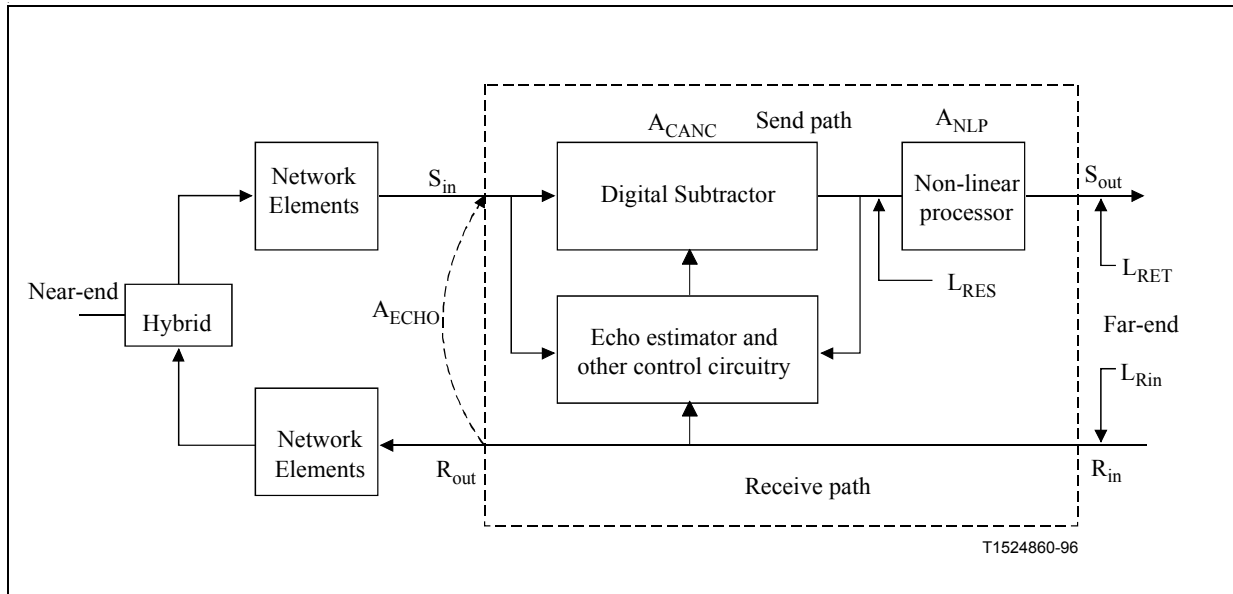 A_CANC
Send path
A_NLP
Network
Elements
S_in
Digital Subtractor
Non-linear
processor
S_out
Near-end
Hybrid
A_ECHO
L_RES
L_RET
Echo estimator and
other control circuitry
Far-end
L_Rin
Network
Elements
R_out
Receive path
R_in
T1524860-96